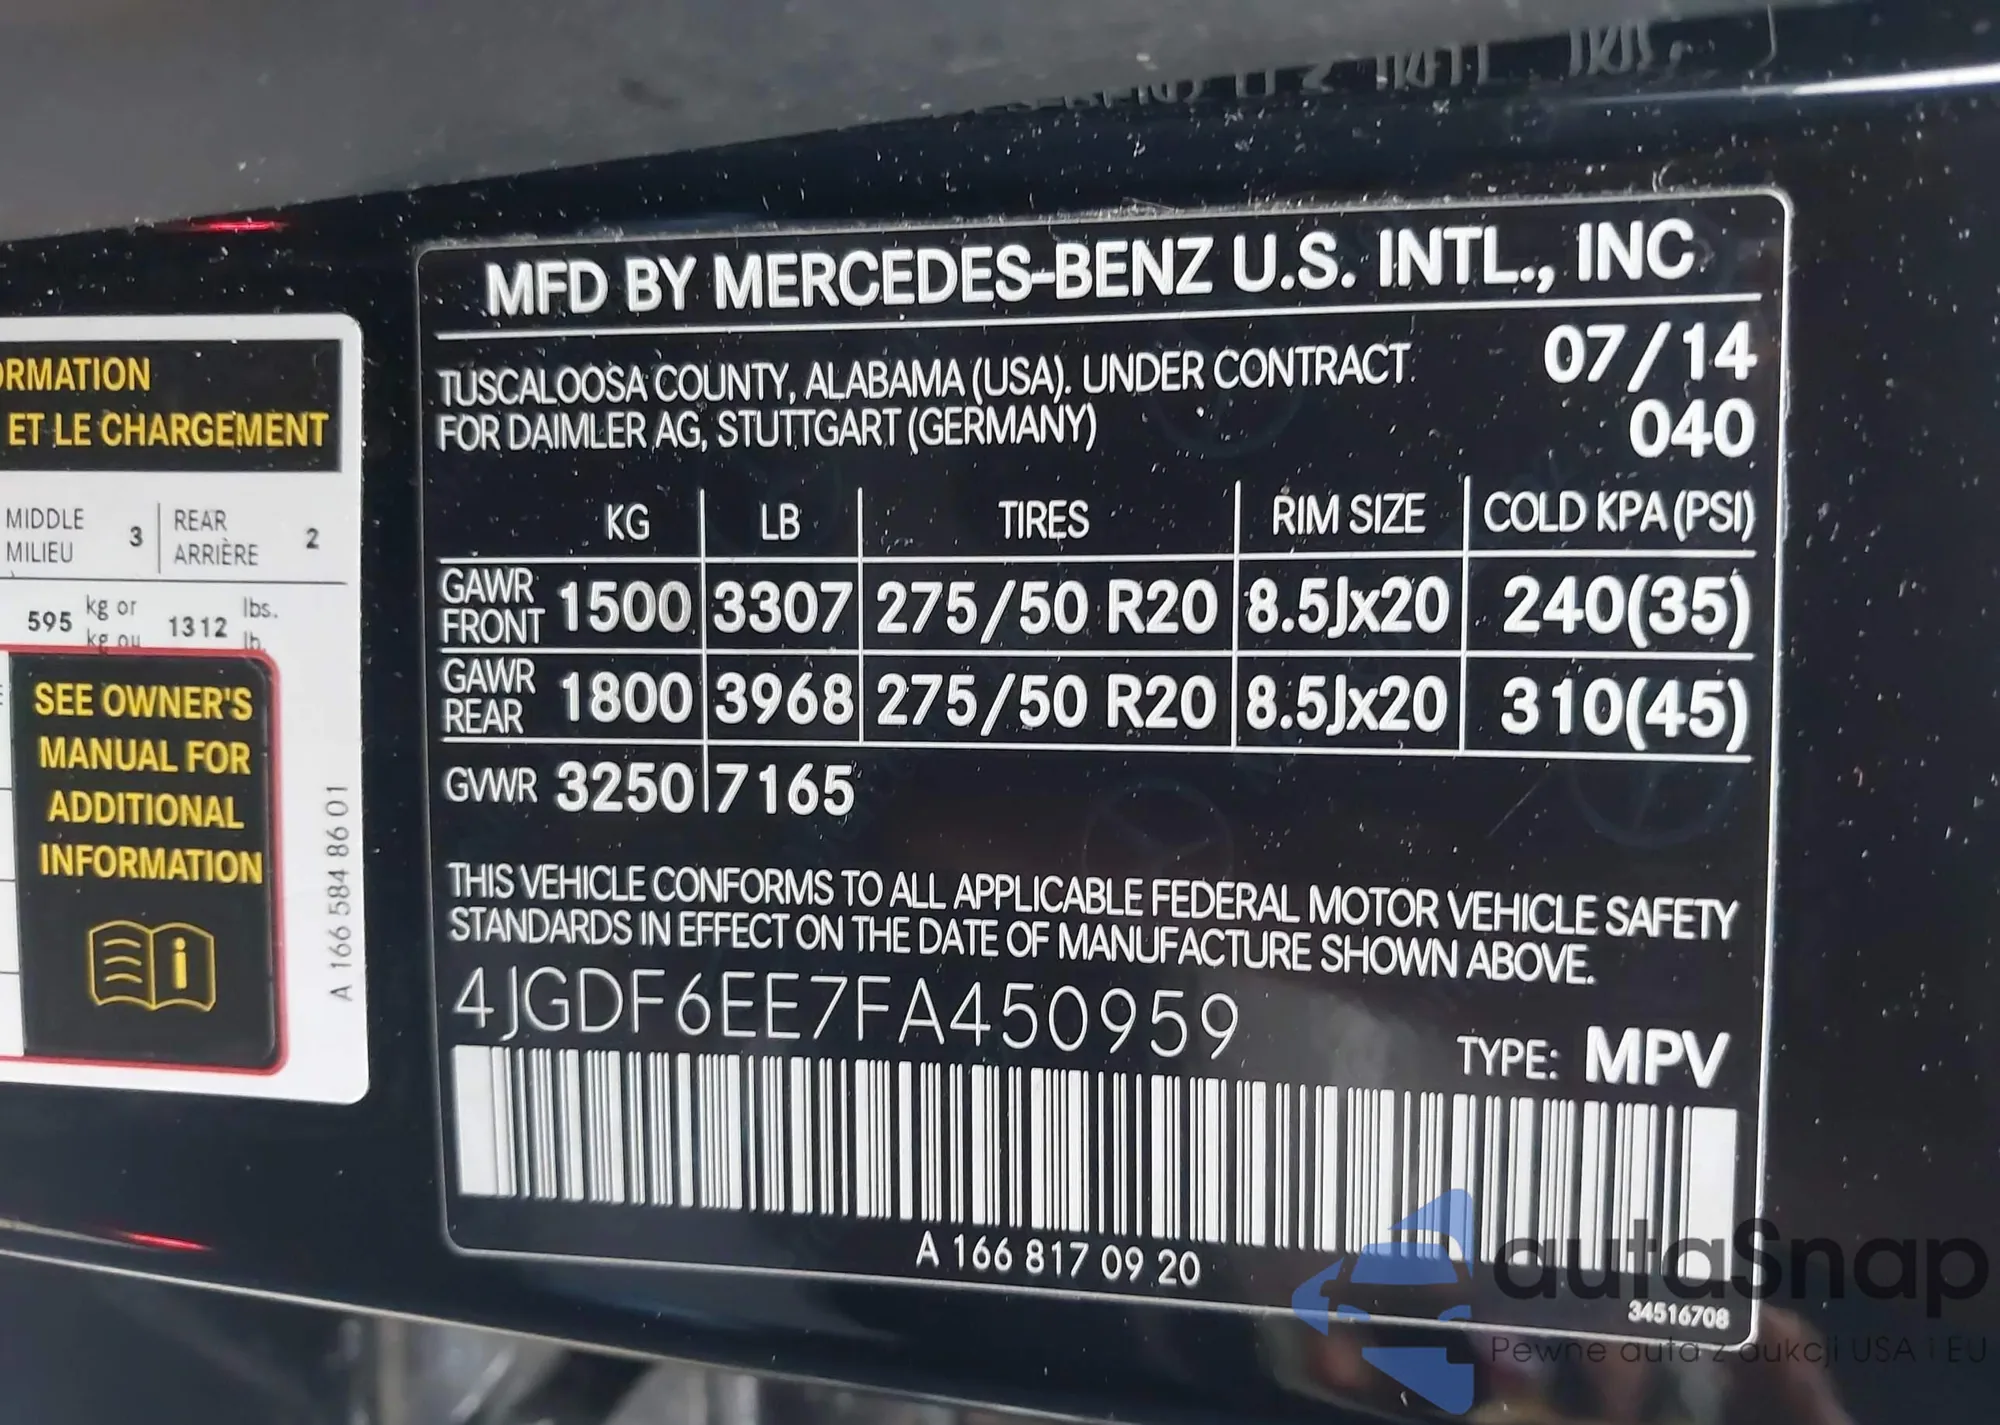 MFD BY MERCEDES-BENZ U.S. INTL., INC
TUSCALOOSA COUNTY, ALABAMA (USA). UNDER CONTRACT
FOR DAIMLER AG, STUTTGART (GERMANY)
07/14
040
KG LB TIRES RIM SIZE COLD KPA (PSI)
GAWR FRONT 1500 3307 275/50 R20 8.5Jx20 240(35)
GAWR REAR 1800 3968 275/50 R20 8.5Jx20 310(45)
GVWR 3250 7165
THIS VEHICLE CONFORMS TO ALL APPLICABLE FEDERAL MOTOR VEHICLE SAFETY
STANDARDS IN EFFECT ON THE DATE OF MANUFACTURE SHOWN ABOVE.
4JGDF6EE7FA450959
TYPE: MPV
A 166 817 09 20
34516708
ET LE CHARGEMENT
MIDDLE 3 REAR 2
MILIEU ARRIÈRE
595 kg or 1312 lbs.
kg ou lb.
SEE OWNER'S
MANUAL FOR
ADDITIONAL
INFORMATION
A 166 584 86 01
autaSnap
Pewne auta z aukcji USA i EU